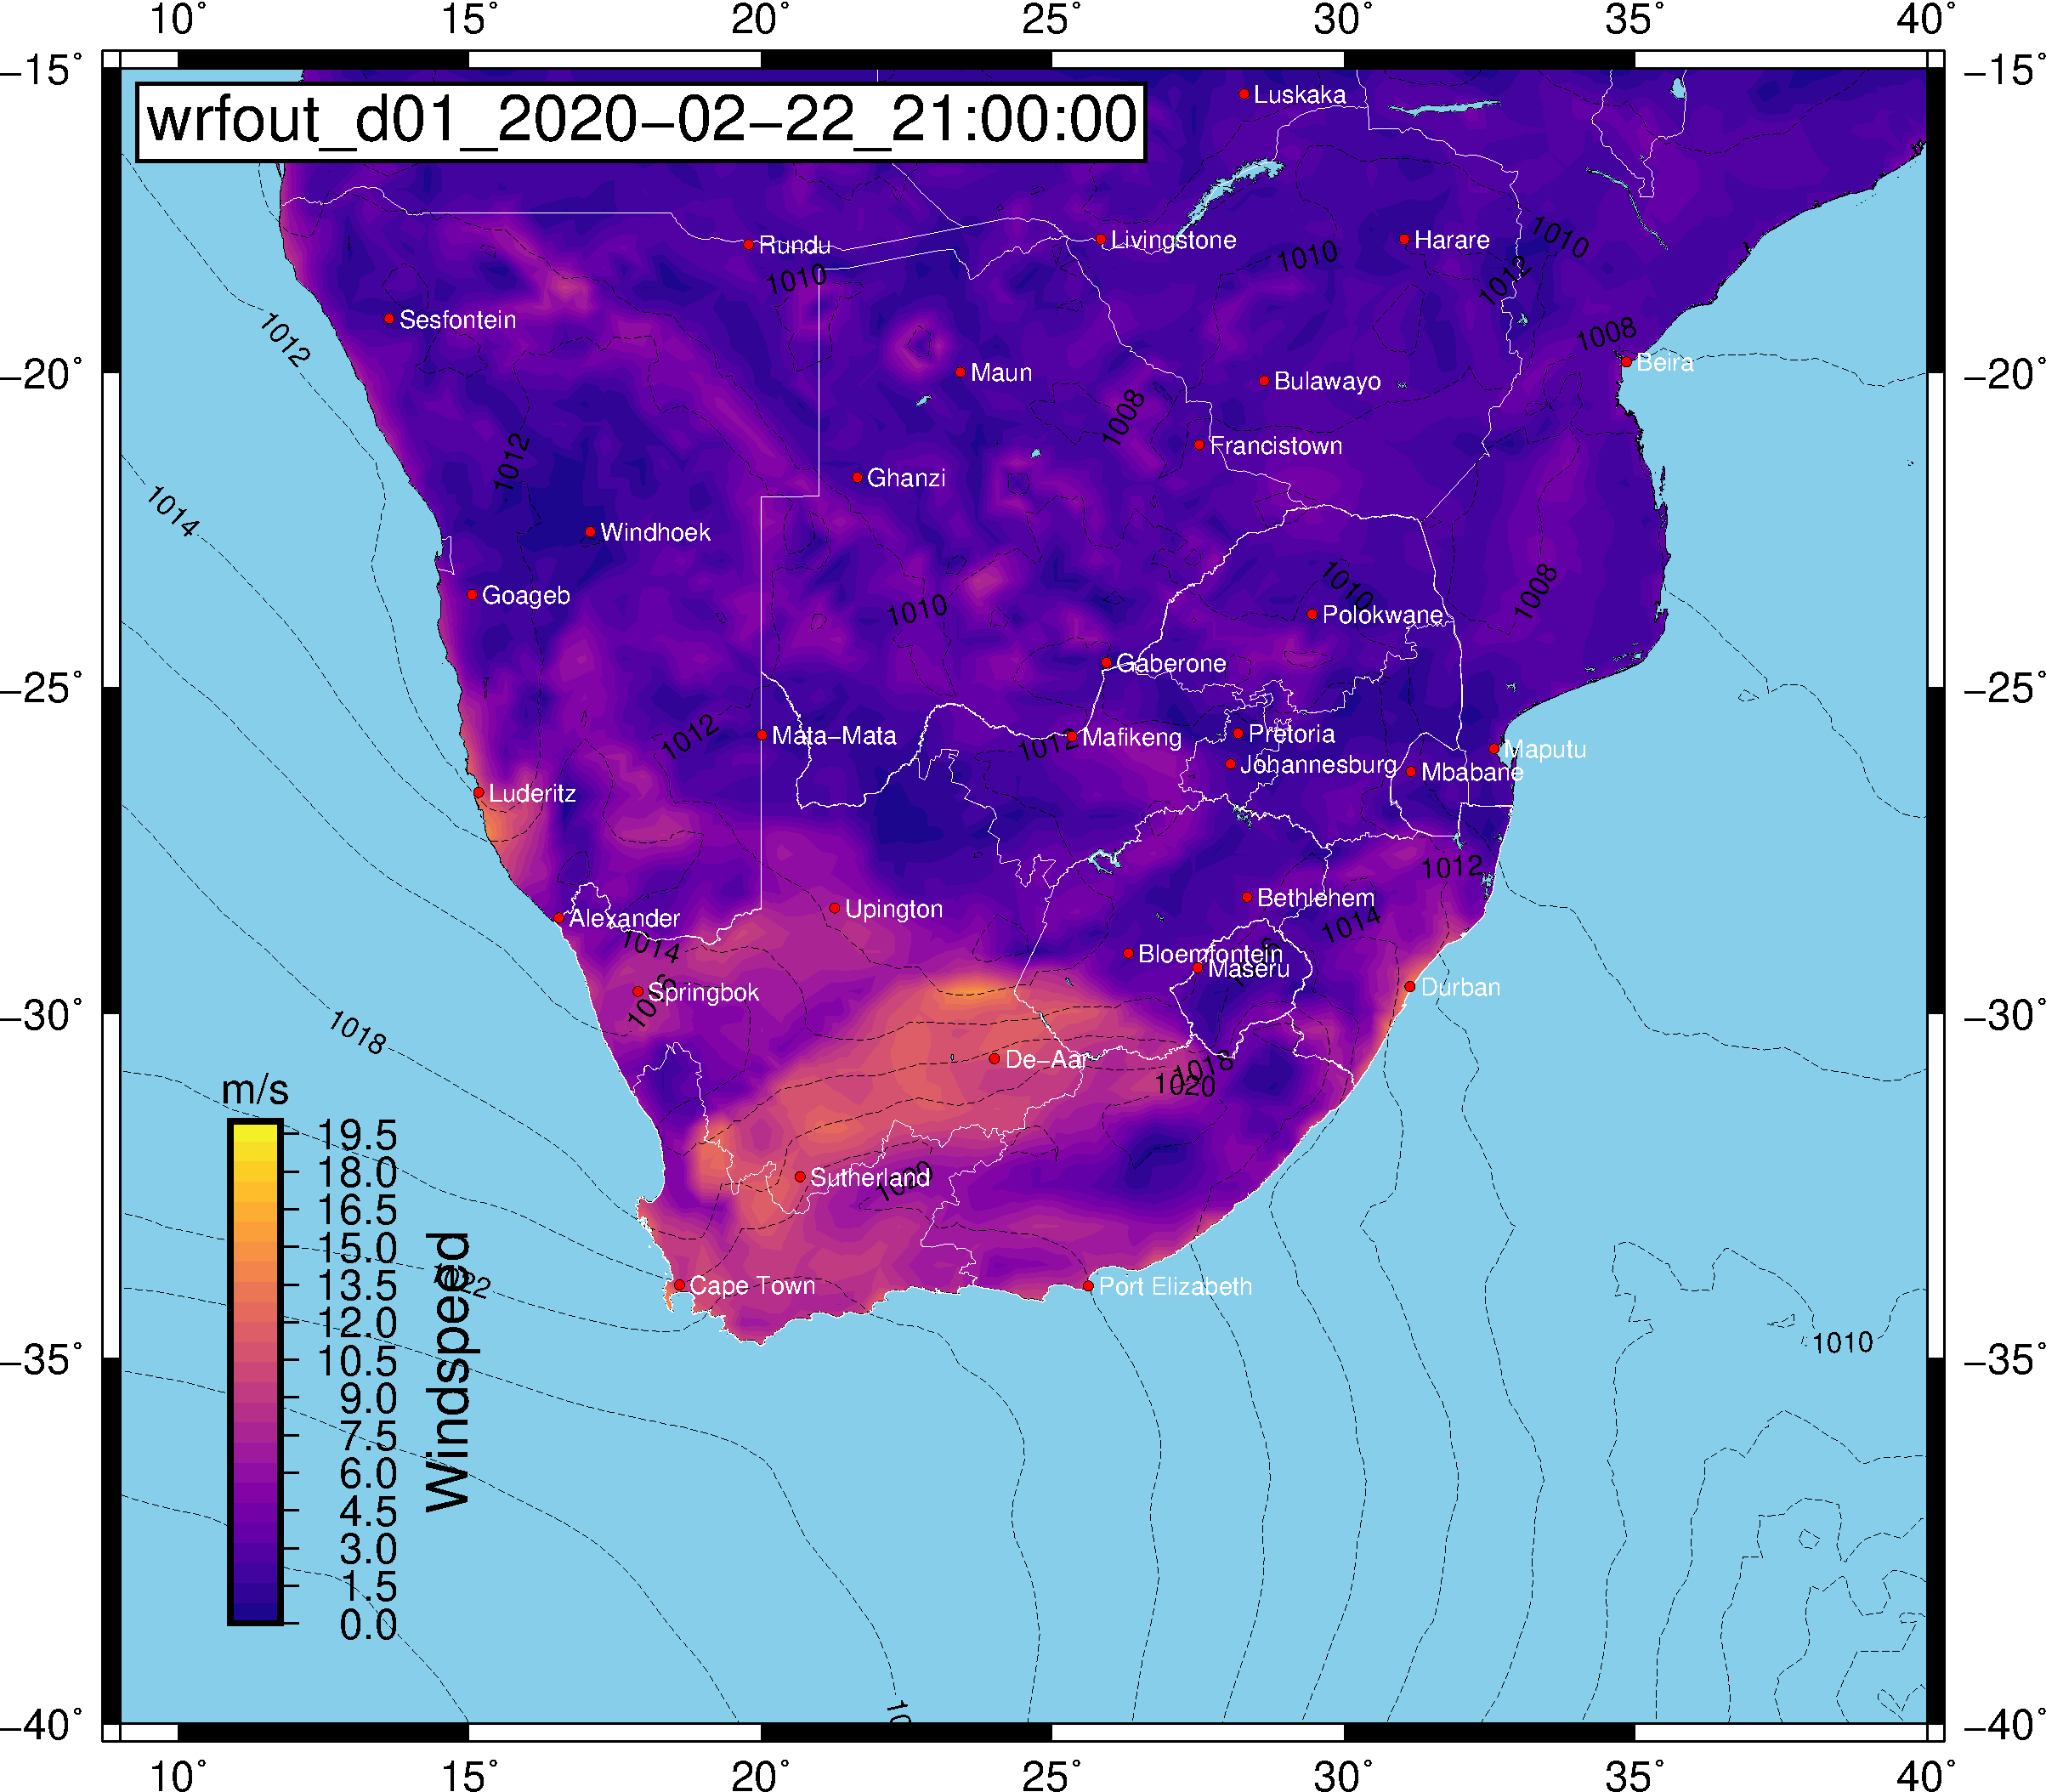 10° 15° 20° 25° 30° 35° 40°
−15° −15°
wrfout_d01_2020−02−22_21:00:00
Luskaka
Rundu
Livingstone
Harare
1010
1010
1010
1012
Sesfontein
1012
1008
Beira
−20° −20°
Maun
Bulawayo
1008
Francistown
1012
Ghanzi
1014
Windhoek
Goageb
1010
1010
1008
Polokwane
Gaberone
−25° −25°
1012
Mata−Mata
1012
Mafikeng
Pretoria
Johannesburg
Maputu
Mbabane
Luderitz
1012
Bethlehem
Upington
Alexander
1014
1014
Bloemfontein
Maseru
Springbok
1016
Durban
−30° −30°
1018
De−Aar
1018
1020
m/s
19.5
18.0
16.5
15.0
13.5
12.0
10.5
9.0
7.5
6.0
4.5
3.0
1.5
0.0
Windspeed
Sutherland
1020
1022
Cape Town
Port Elizabeth
1010
−35° −35°
−40° −40°
10° 15° 20° 25° 30° 35° 40°